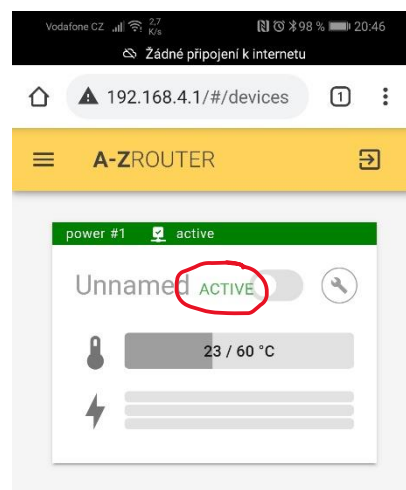 Vodafone CZ 2,7 K/s 98 % 20:46
Žádné připojení k internetu
192.168.4.1/#/devices 1
A-ZROUTER
power #1 active
Unnamed ACTIVE
23 / 60 °C